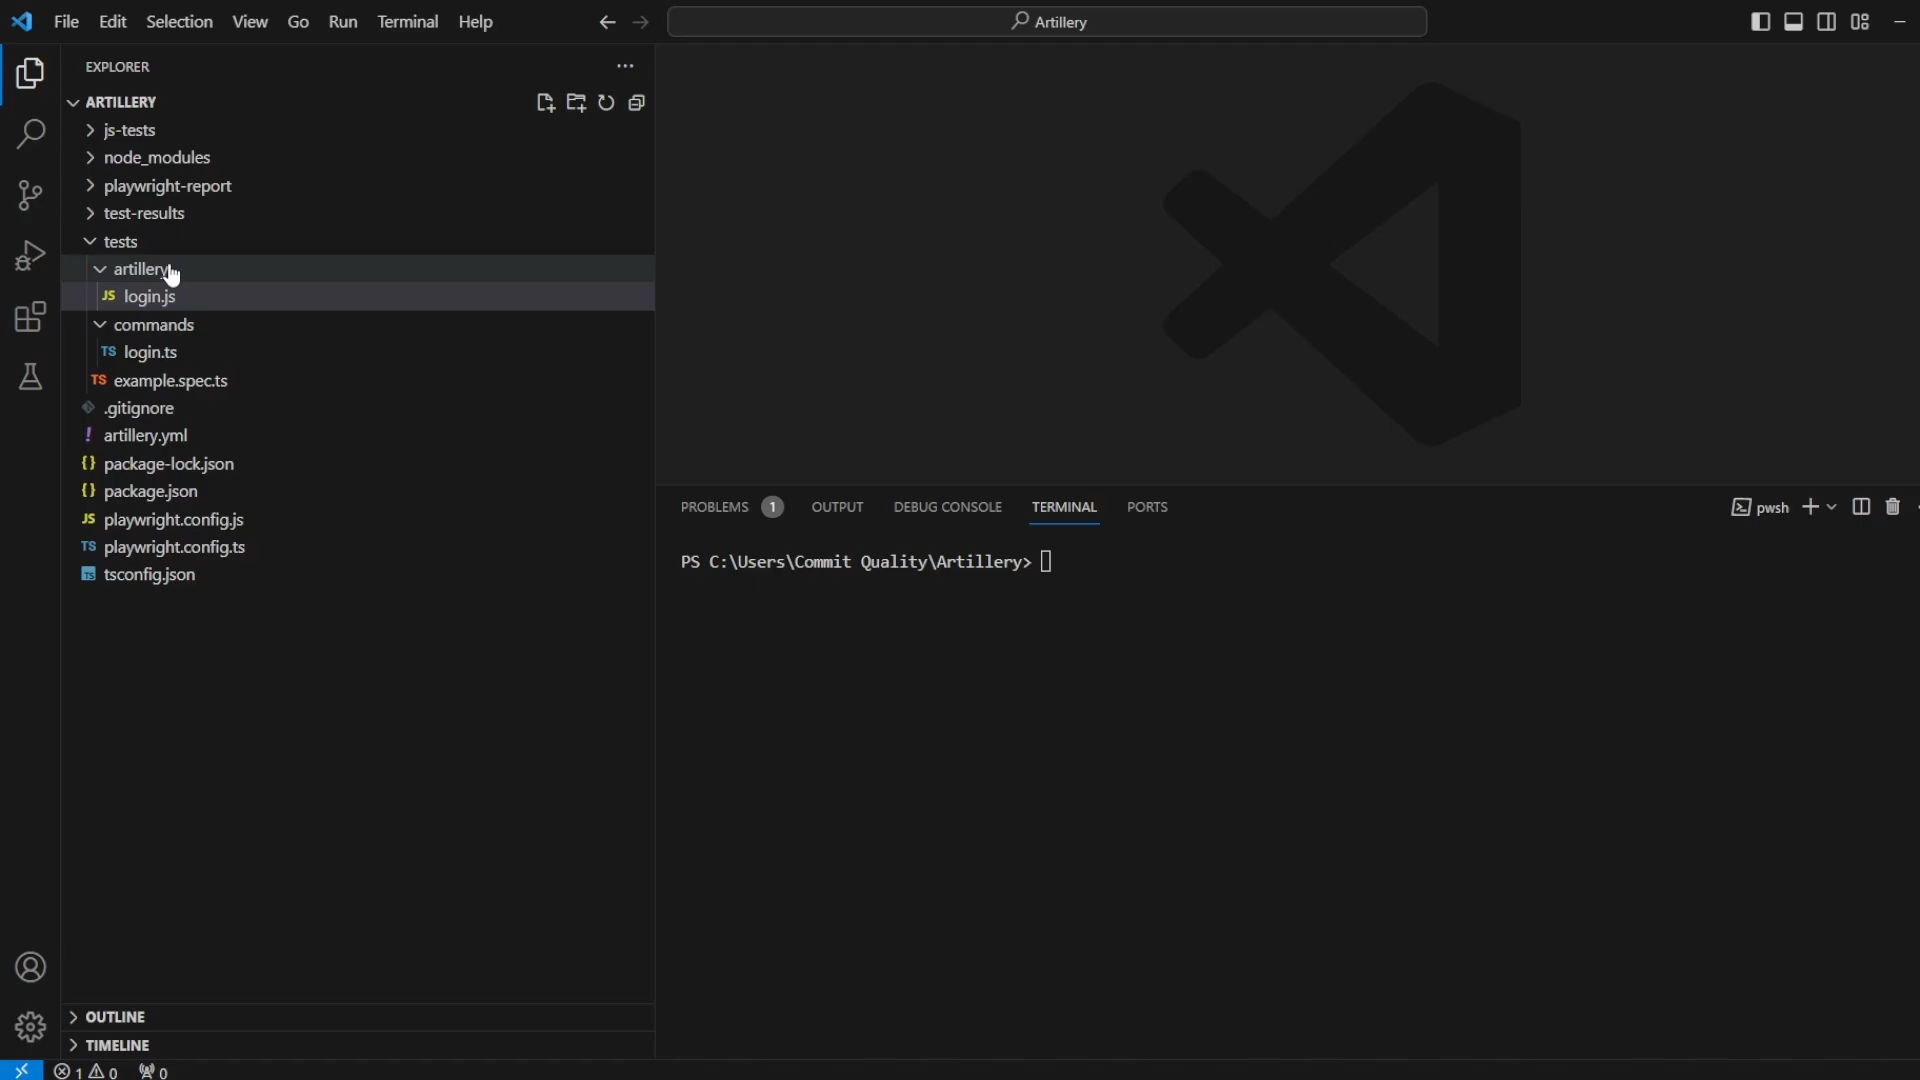 File Edit Selection View Go Run Terminal Help
Artillery
EXPLORER
ARTILLERY
js-tests
node_modules
playwright-report
test-results
tests
artillery
JS login.js
commands
TS login.ts
TS example.spec.ts
.gitignore
! artillery.yml
{} package-lock.json
{} package.json
JS playwright.config.js
TS playwright.config.ts
TS tsconfig.json
PROBLEMS 1 OUTPUT DEBUG CONSOLE TERMINAL PORTS
pwsh
PS C:\Users\Commit Quality\Artillery>
OUTLINE
TIMELINE
1 0 0